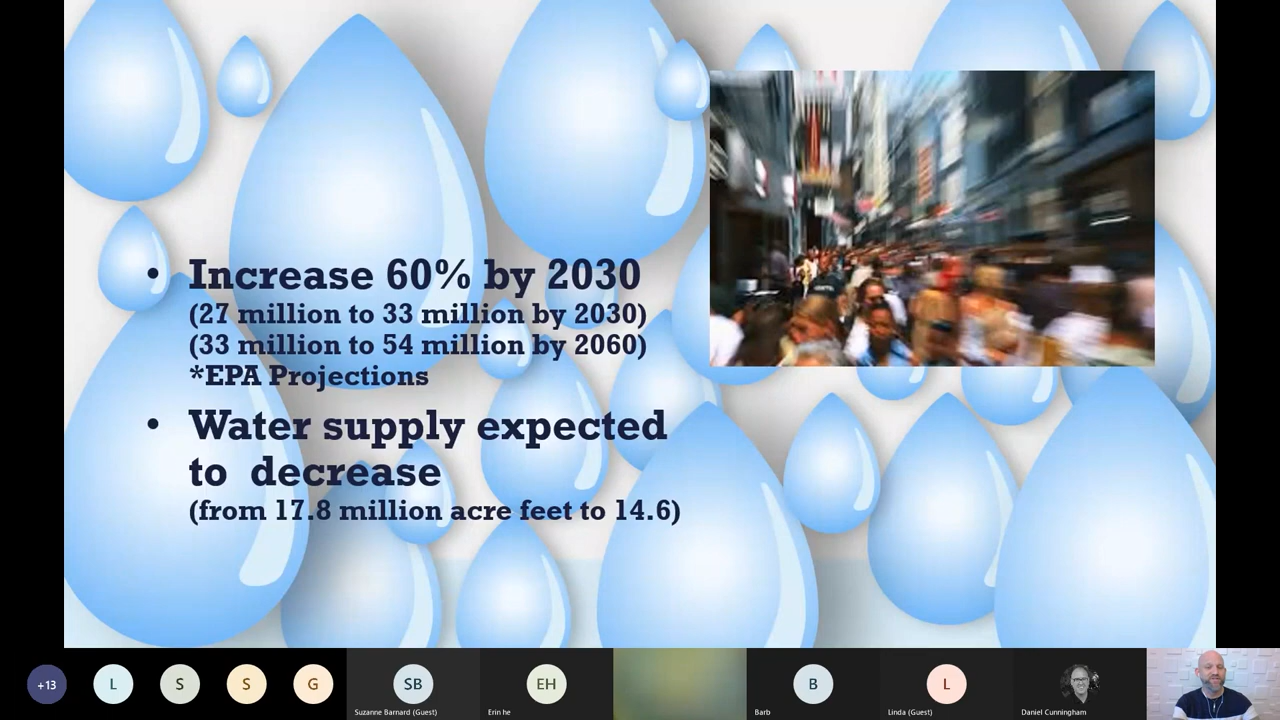 • Increase 60% by 2030
(27 million to 33 million by 2030)
(33 million to 54 million by 2060)
*EPA Projections
• Water supply expected
to decrease
(from 17.8 million acre feet to 14.6)
+13
L
S
S
G
SB
EH
B
L
Suzanne Barnard (Guest)
Erin he
Barb
Linda (Guest)
Daniel Cunningham